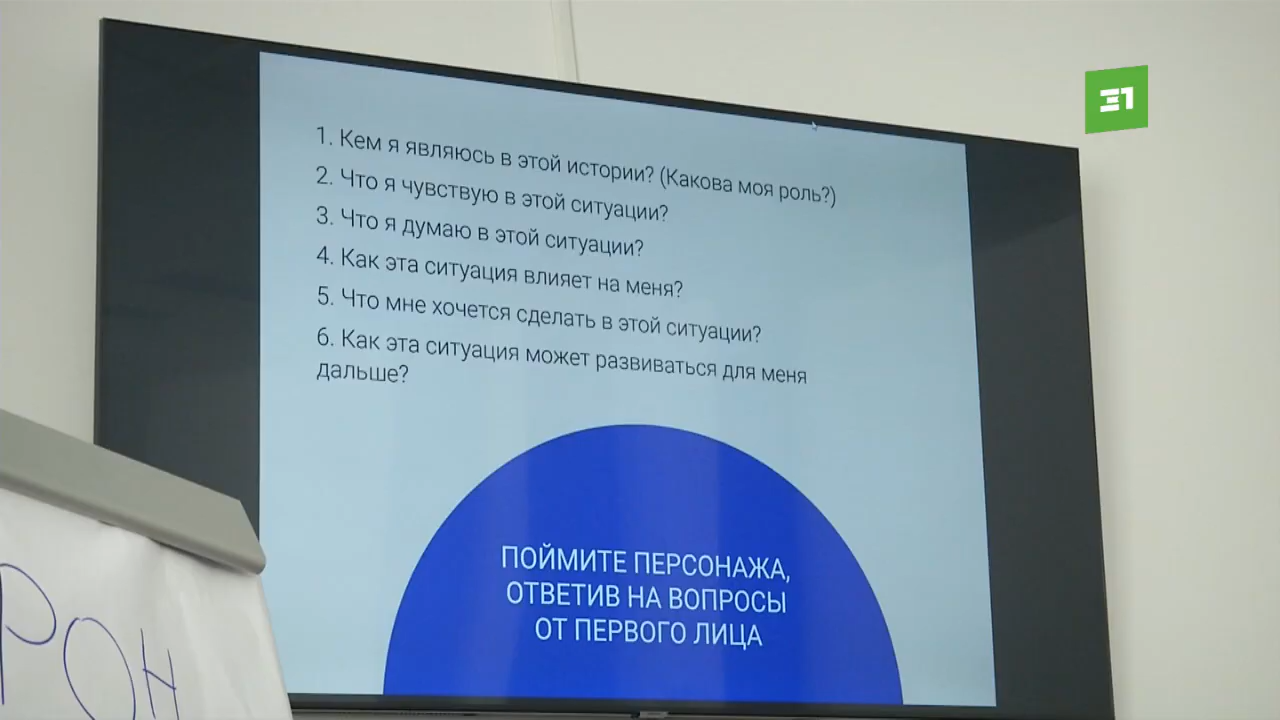 31
1. Кем я являюсь в этой истории? (Какова моя роль?)
2. Что я чувствую в этой ситуации?
3. Что я думаю в этой ситуации?
4. Как эта ситуация влияет на меня?
5. Что мне хочется сделать в этой ситуации?
6. Как эта ситуация может развиваться для меня
дальше?
ПОЙМИТЕ ПЕРСОНАЖА,
ОТВЕТИВ НА ВОПРОСЫ
ОТ ПЕРВОГО ЛИЦА
РОН